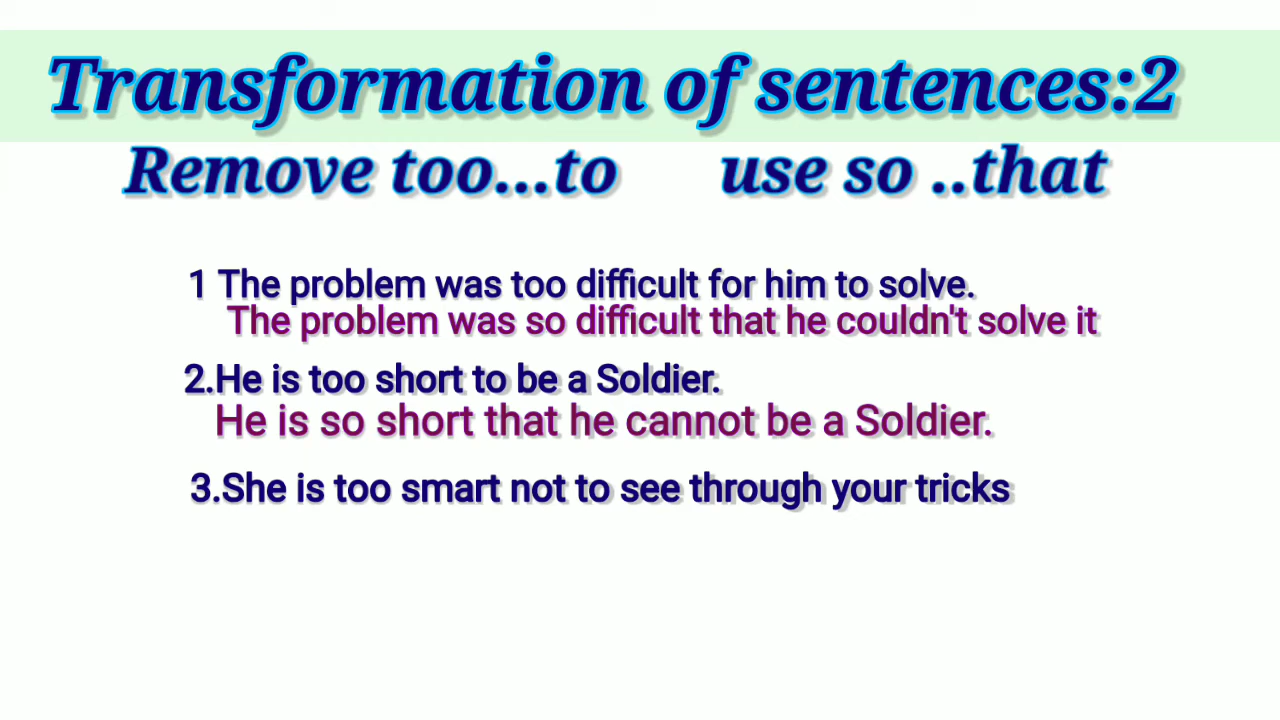 Transformation of sentences:2
Remove too...to use so ..that
1 The problem was too difficult for him to solve.
The problem was so difficult that he couldn't solve it
2.He is too short to be a Soldier.
He is so short that he cannot be a Soldier.
3.She is too smart not to see through your tricks